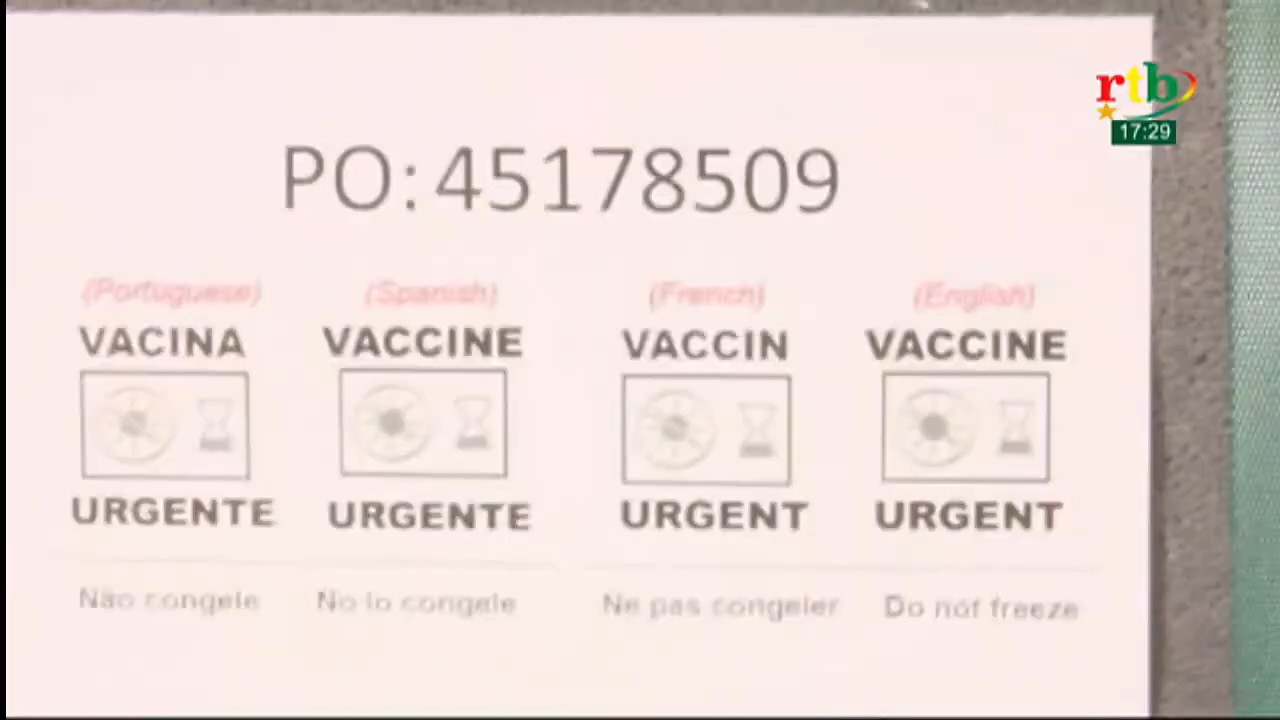 rtb
17:29
PO: 45178509
(Portuguese) (Spanish) (French) (English)
VACINA VACCINE VACCIN VACCINE
URGENTE URGENTE URGENT URGENT
Não congele No lo congele Ne pas congeler Do not freeze